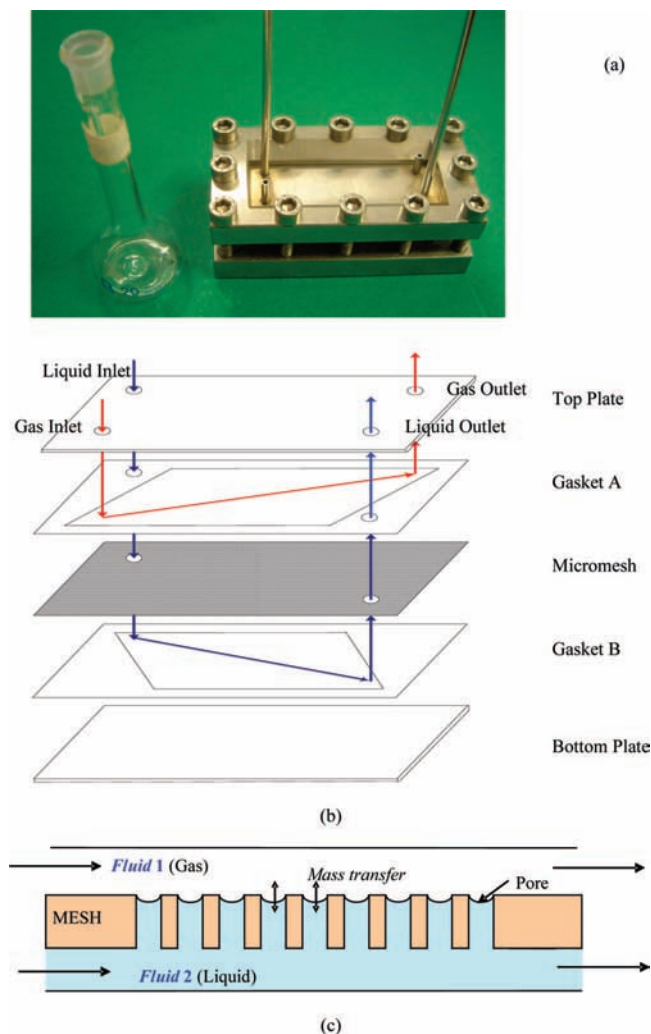 (a)
Liquid Inlet
Gas Outlet
Top Plate
Gas Inlet
Liquid Outlet
Gasket A
Micromesh
Gasket B
Bottom Plate
(b)
Fluid 1 (Gas)
Mass transfer
Pore
MESH
Fluid 2 (Liquid)
(c)